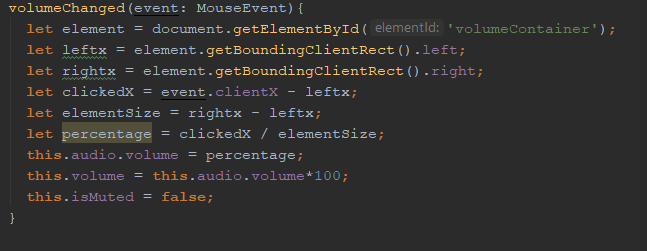 volumeChanged(event: MouseEvent){
let element = document.getElementById( elementId: 'volumeContainer');
let leftx = element.getBoundingClientRect().left;
let rightx = element.getBoundingClientRect().right;
let clickedX = event.clientX - leftx;
let elementSize = rightx - leftx;
let percentage = clickedX / elementSize;
this.audio.volume = percentage;
this.volume = this.audio.volume*100;
this.isMuted = false;
}